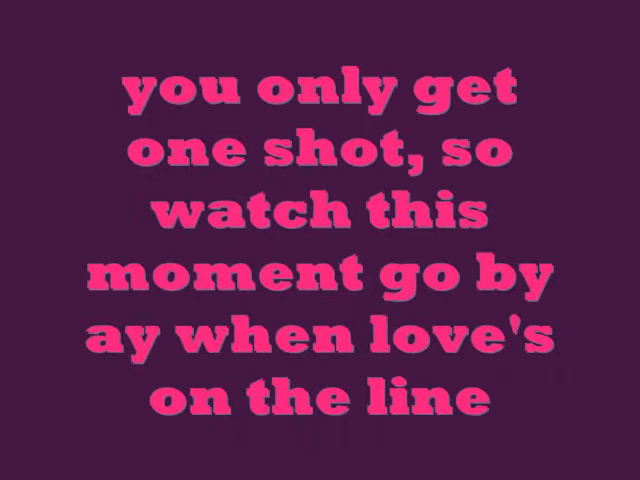 you only get
one shot, so
watch this
moment go by
ay when love's
on the line